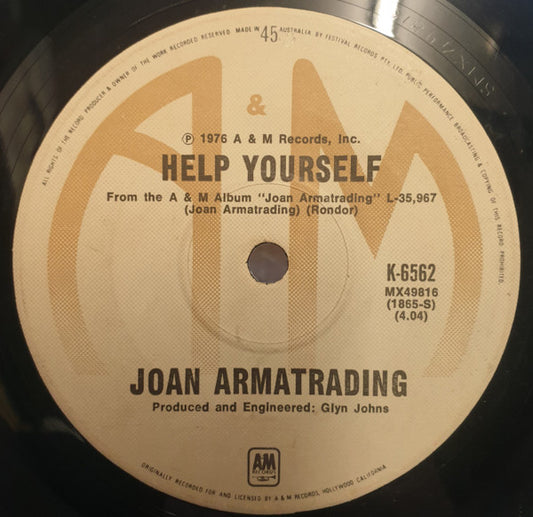 ALL RIGHTS OF THE RECORD PRODUCER & OWNER OF THE WORK RECORDED RESERVED MADE IN 45 AUSTRALIA BY FESTIVAL RECORDS PTY. LTD. PUBLIC PERFORMANCE BROADCASTING & COPYING OF THIS RECORD PROHIBITED.
A & M
Ⓟ 1976 A & M Records, Inc.
HELP YOURSELF
From the A & M Album "Joan Armatrading" L-35,967
(Joan Armatrading) (Rondor)
K-6562
MX49816
(1865-S)
(4.04)
JOAN ARMATRADING
Produced and Engineered: Glyn Johns
A&M
RECORDS
ORIGINALLY RECORDED FOR AND LICENSED BY A & M RECORDS, HOLLYWOOD CALIFORNIA.